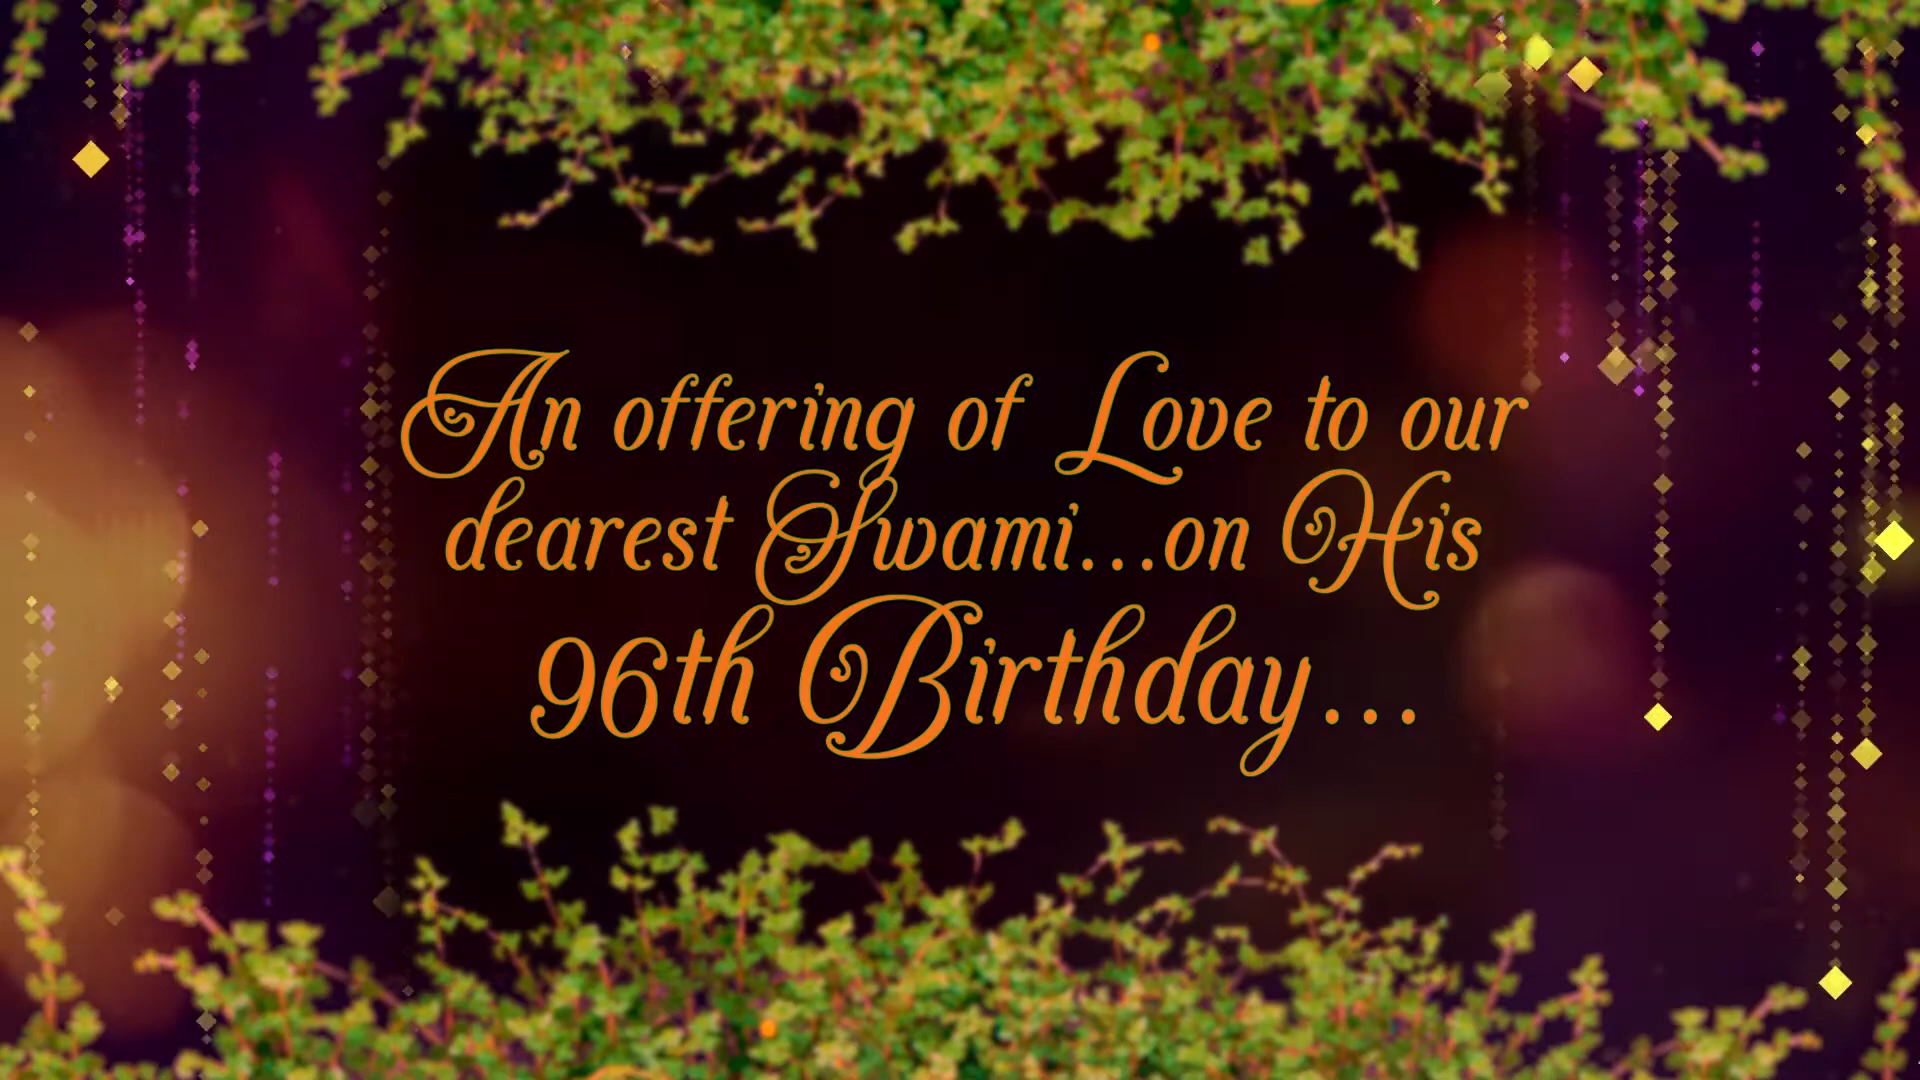 An offering of Love to our
dearest Swami...on His
96th Birthday...